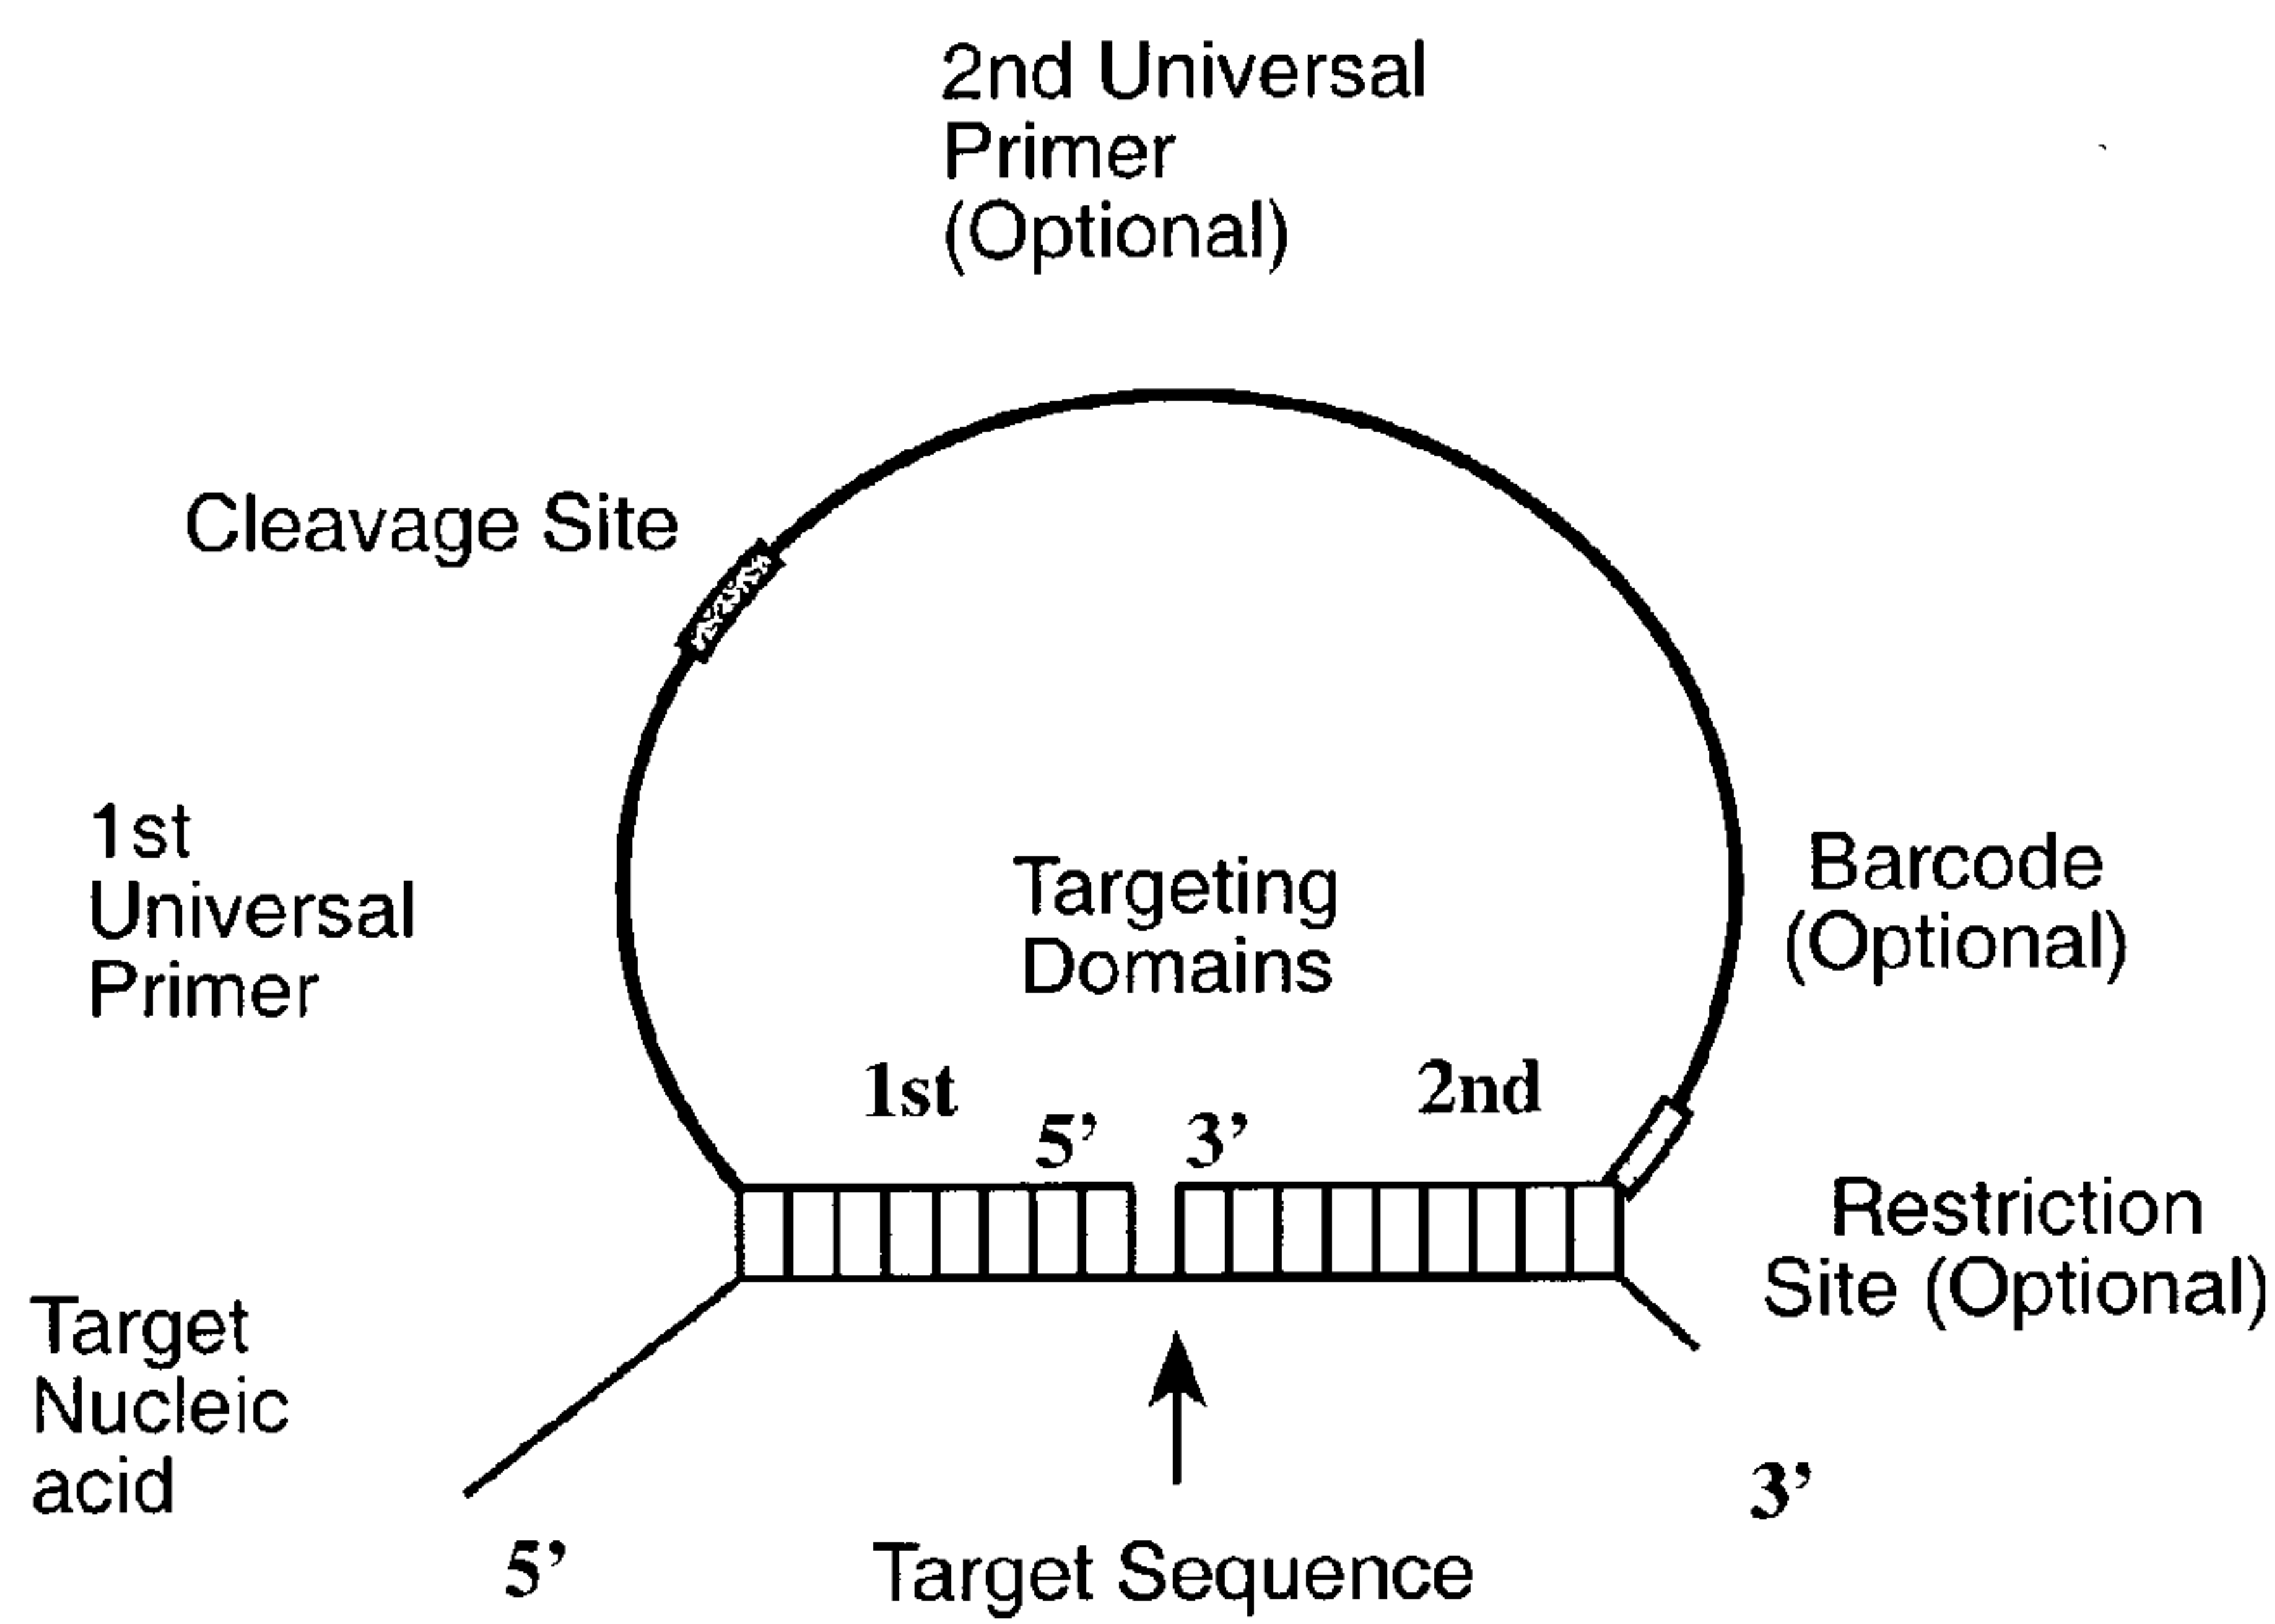 2nd Universal
Primer
(Optional)
Cleavage Site
1st
Universal
Primer
Targeting
Domains
Barcode
(Optional)
1st
2nd
5’
3’
Restriction
Site (Optional)
Target
Nucleic
acid
3’
5’
Target Sequence